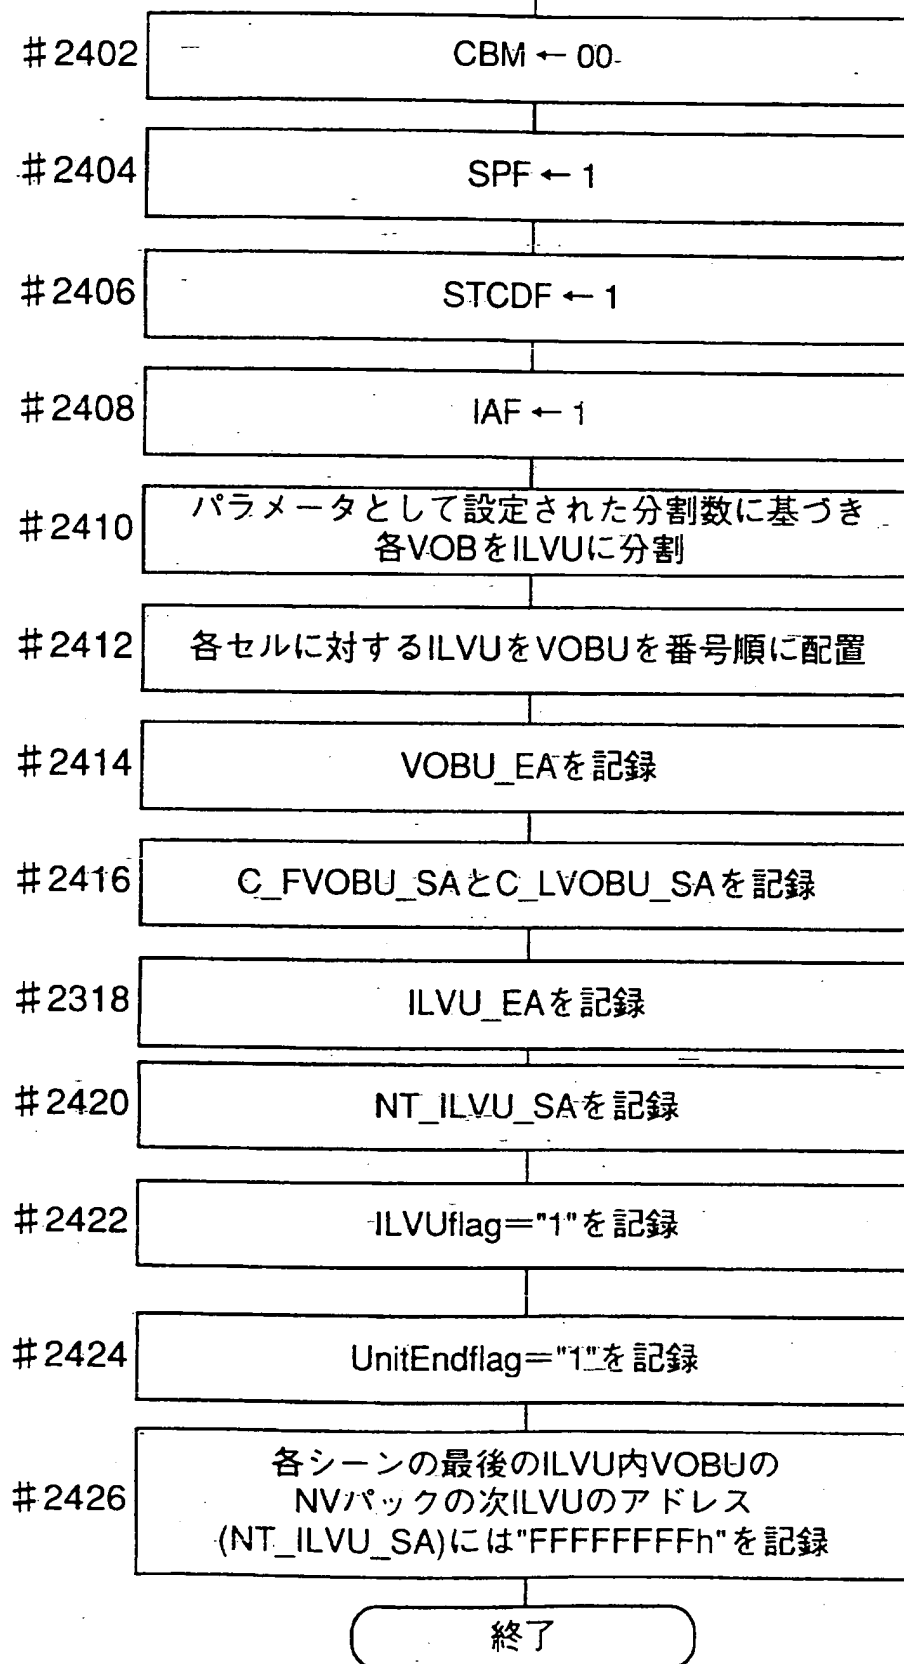 #2402 CBM ← 00
#2404 SPF ← 1
#2406 STCDF ← 1
#2408 IAF ← 1
#2410 パラメータとして設定された分割数に基づき
各VOBをILVUに分割
#2412 各セルに対するILVUをVOBUを番号順に配置
#2414 VOBU_EAを記録
#2416 C_FVOBU_SAとC_LVOBU_SAを記録
#2318 ILVU_EAを記録
#2420 NT_ILVU_SAを記録
#2422 ILVUflag="1"を記録
#2424 UnitEndflag="1"を記録
#2426 各シーンの最後のILVU内VOBUの
NVパックの次ILVUのアドレス
(NT_ILVU_SA)には"FFFFFFFFh"を記録
終了